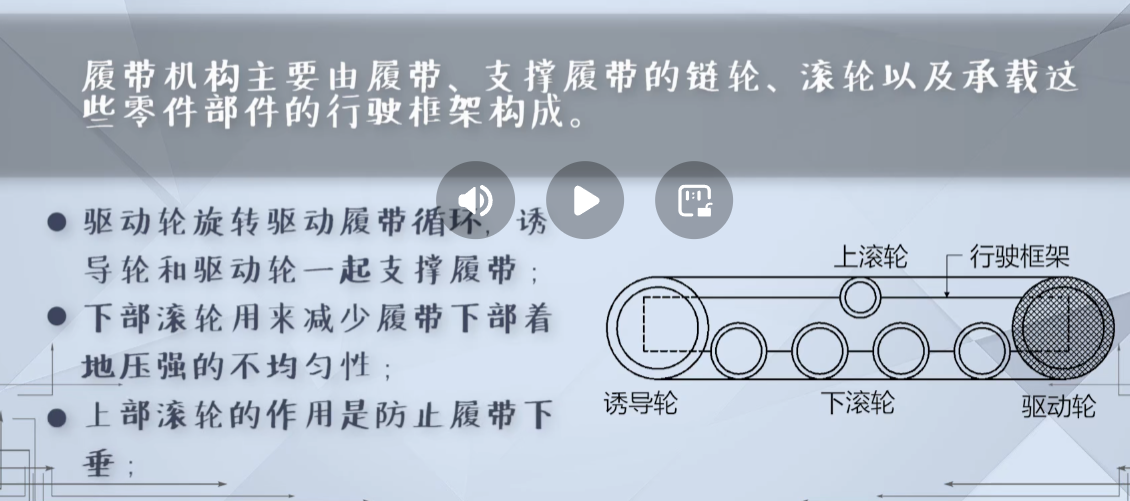 履带机构主要由履带、支撑履带的链轮、滚轮以及承载这
些零件部件的行驶框架构成。
驱动轮旋转驱动履带循环，诱
导轮和驱动轮一起支撑履带；
下部滚轮用来减少履带下部着
地压强的不均匀性；
上部滚轮的作用是防止履带下
垂；
上滚轮
行驶框架
诱导轮
下滚轮
驱动轮